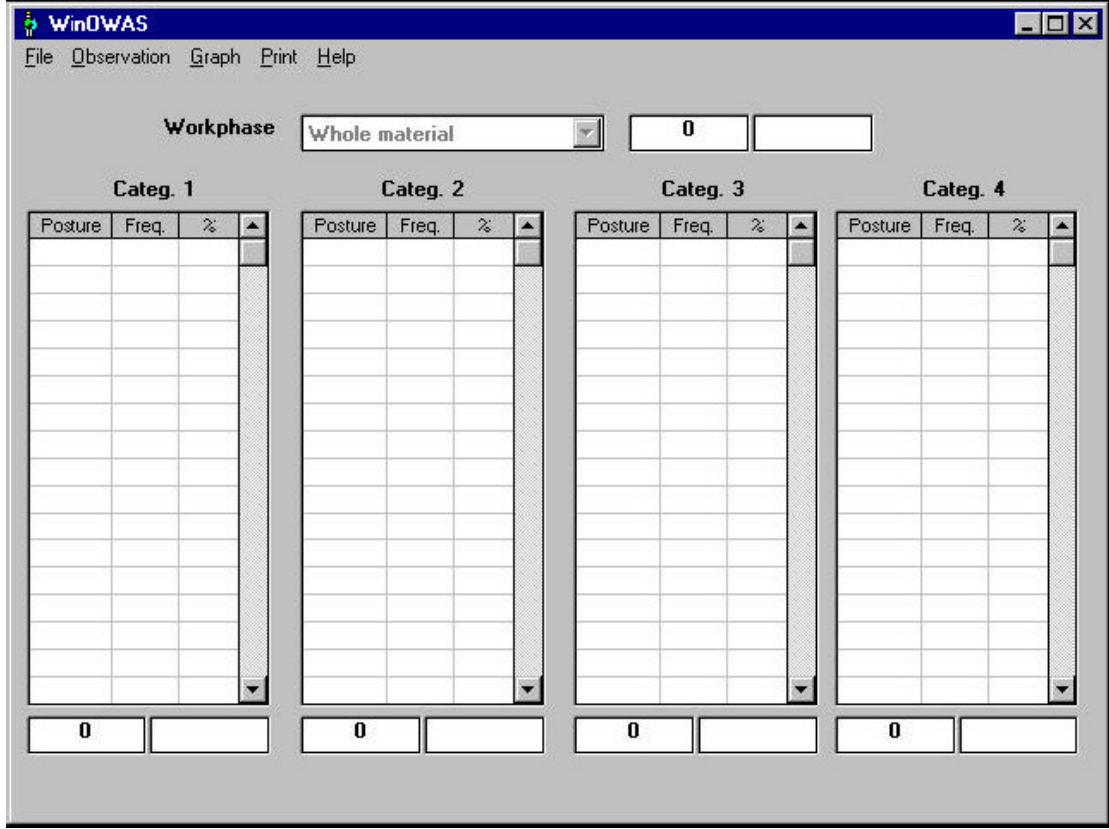 WinOWAS
File Observation Graph Print Help
Workphase Whole material 0
Categ. 1 Categ. 2 Categ. 3 Categ. 4
Posture Freq. % Posture Freq. % Posture Freq. % Posture Freq. %
0 0 0 0